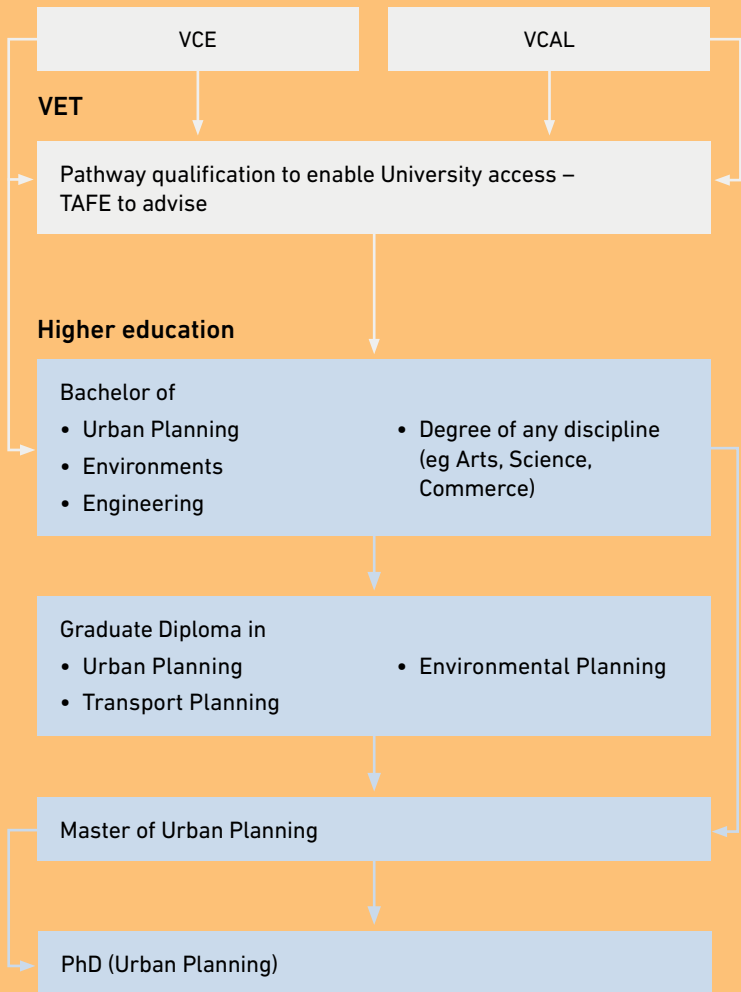 VCE
VCAL
VET
Pathway qualification to enable University access –
TAFE to advise
Higher education
Bachelor of
• Urban Planning
• Environments
• Engineering
• Degree of any discipline
(eg Arts, Science,
Commerce)
Graduate Diploma in
• Urban Planning
• Transport Planning
• Environmental Planning
Master of Urban Planning
PhD (Urban Planning)